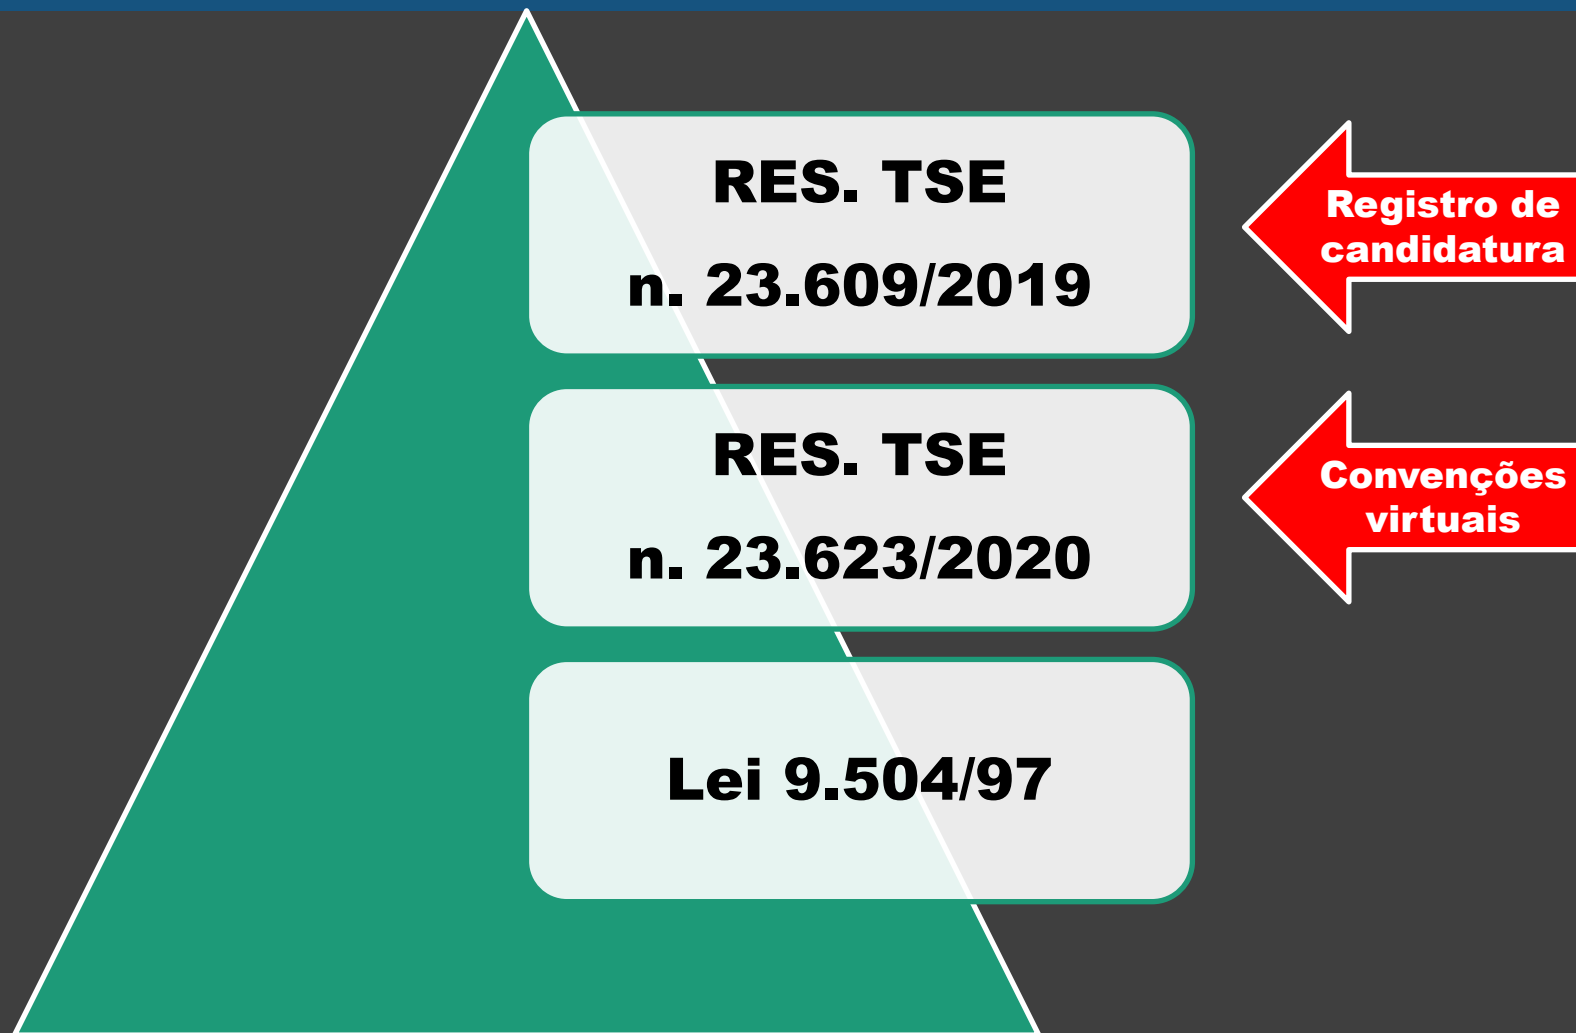 RES. TSE
n. 23.609/2019
Registro de
candidatura
RES. TSE
n. 23.623/2020
Convenções
virtuais
Lei 9.504/97